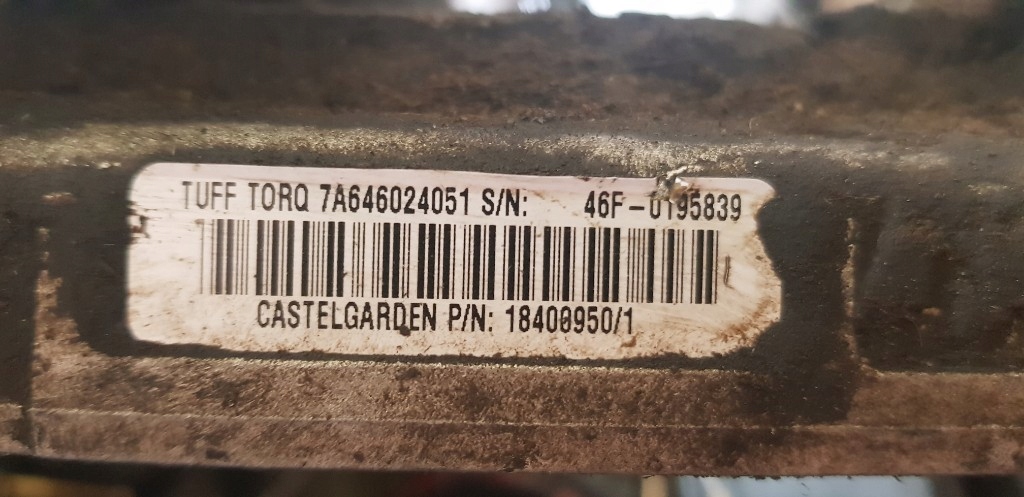 TUFF TORQ 7A646024051 S/N: 46F-0195839
CASTELGARDEN P/N: 18400950/1